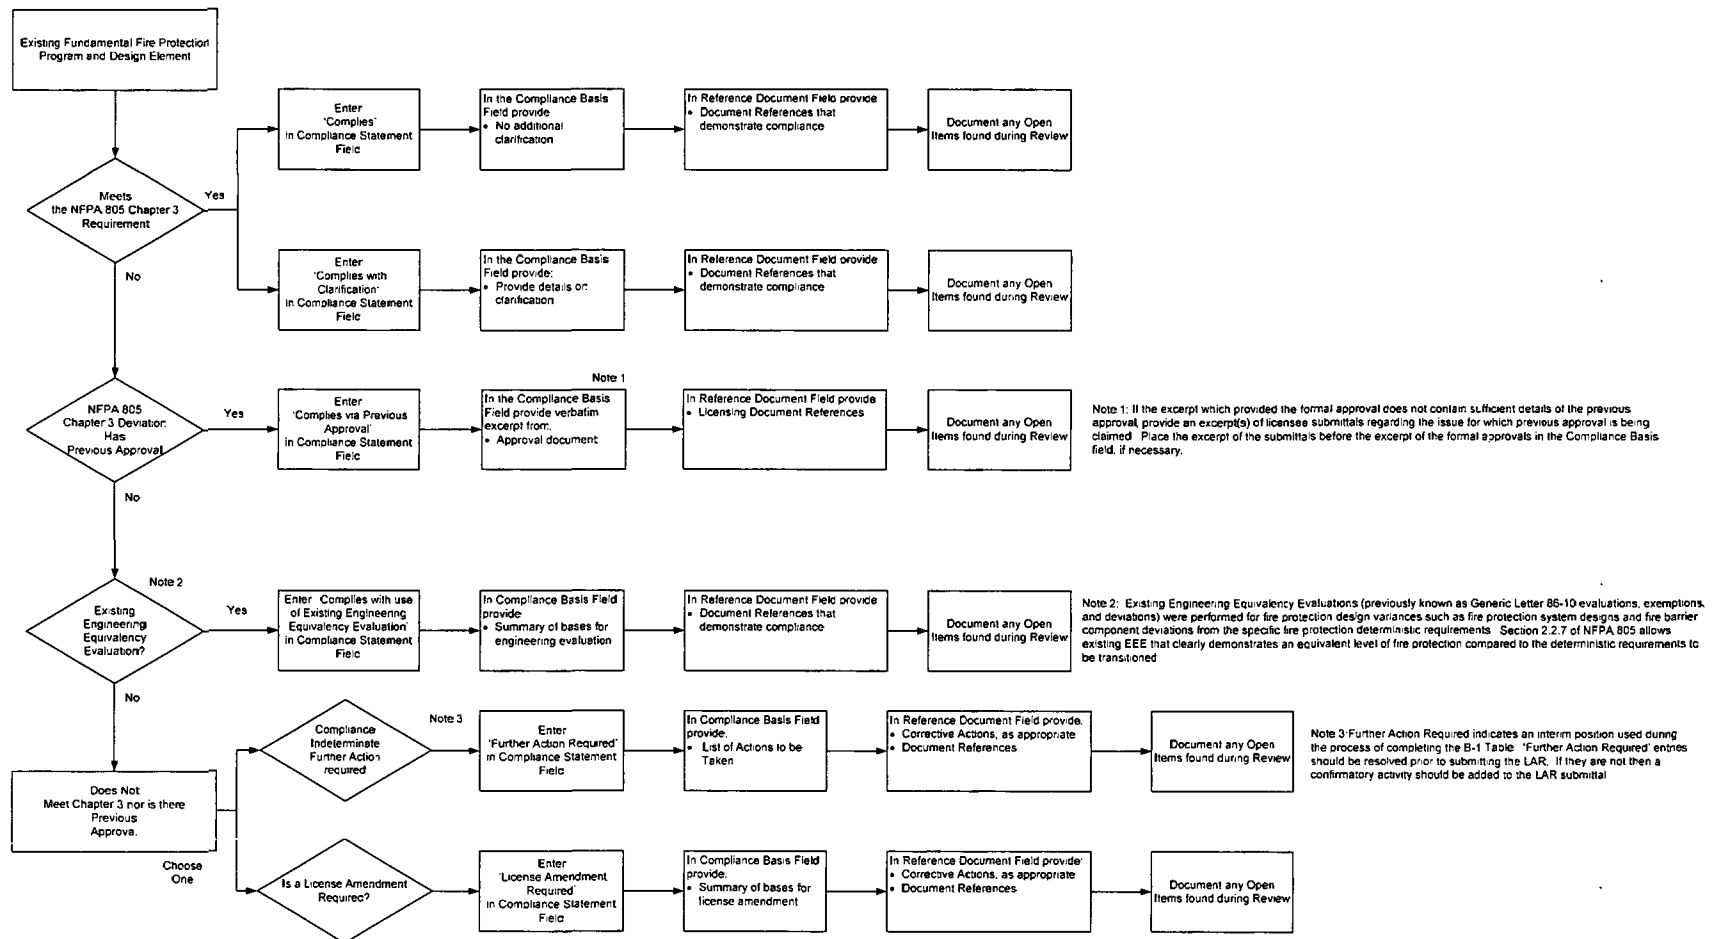 Existing Fundamental Fire Protection
Program and Design Element
Meets
the NFPA 805 Chapter 3
Requirement
Yes
No
Enter
'Complies'
in Compliance Statement
Field
In the Compliance Basis
Field provide
• No additional
clarification
In Reference Document Field provide
• Document References that
demonstrate compliance
Document any Open
Items found during Review
Enter
'Complies with
Clarification'
in Compliance Statement
Field
In the Compliance Basis
Field provide:
• Provide details on
clarification
In Reference Document Field provide
• Document References that
demonstrate compliance
Document any Open
Items found during Review
NFPA 805
Chapter 3 Deviation
Has
Previous Approval
Yes
No
Enter
'Complies via Previous
Approval'
in Compliance Statement
Field
Note 1
In the Compliance Basis
Field provide verbatim
excerpt from.
• Approval document
In Reference Document Field provide
• Licensing Document References
Document any Open
Items found during Review
Note 1: If the excerpt which provided the formal approval does not contain sufficient details of the previous
approval, provide an excerpt(s) of licensee submittals regarding the issue for which previous approval is being
claimed Place the excerpt of the submittals before the excerpt of the formal approvals in the Compliance Basis
field, if necessary.
Note 2
Existing
Engineering
Equivalency
Evaluation?
Yes
No
Enter Complies with use
of Existing Engineering
Equivalency Evaluation'
in Compliance Statement
Field
In Compliance Basis Field
provide
• Summary of bases for
engineering evaluation
In Reference Document Field provide
• Document References that
demonstrate compliance
Document any Open
Items found during Review
Note 2: Existing Engineering Equivalency Evaluations (previously known as Generic Letter 86-10 evaluations, exemptions,
and deviations) were performed for fire protection design variances such as fire protection system designs and fire barrier
component deviations from the specific fire protection deterministic requirements Section 2.2.7 of NFPA 805 allows
existing EEE that clearly demonstrates an equivalent level of fire protection compared to the deterministic requirements to
be transitioned
Does Not
Meet Chapter 3 nor is there
Previous
Approval.
Choose
One
Compliance
Indeterminate
Further Action
required
Note 3
Enter
'Further Action Required'
in Compliance Statement
Field
In Compliance Basis Field
provide.
• List of Actions to be
Taken
In Reference Document Field provide.
• Corrective Actions, as appropriate
• Document References
Document any Open
Items found during Review
Note 3: Further Action Required indicates an interim position used during
the process of completing the B-1 Table 'Further Action Required' entries
should be resolved prior to submitting the LAR. If they are not then a
confirmatory activity should be added to the LAR submittal
Is a License Amendment
Required?
Enter
'License Amendment
Required'
in Compliance Statement
Field
In Compliance Basis Field
provide.
• Summary of bases for
license amendment
In Reference Document Field provide
• Corrective Actions, as appropriate
• Document References
Document any Open
Items found during Review